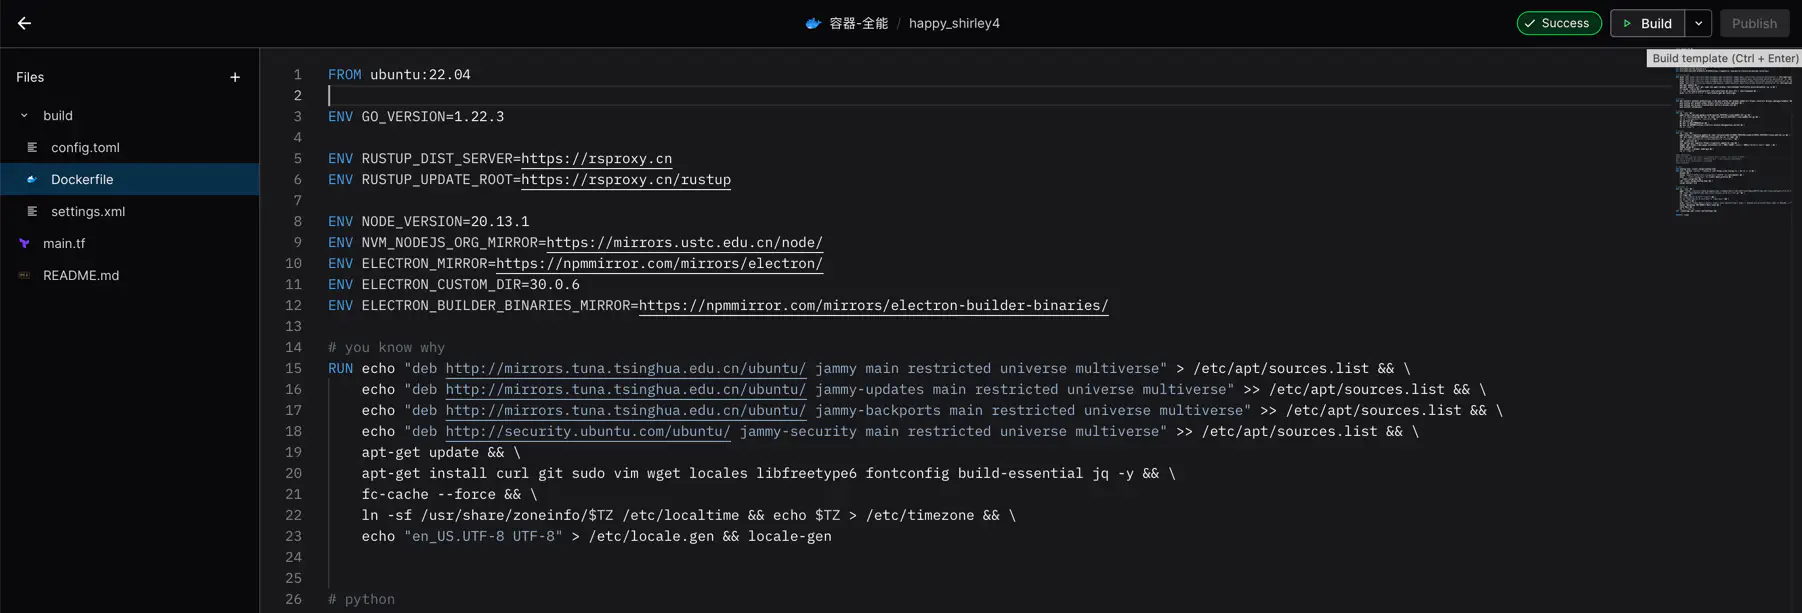 容器-全能 / happy_shirley4
Success
Build
Publish
Build template (Ctrl + Enter)
Files
build
config.toml
Dockerfile
settings.xml
main.tf
README.md
1 FROM ubuntu:22.04
2
3 ENV GO_VERSION=1.22.3
4
5 ENV RUSTUP_DIST_SERVER=https://rsproxy.cn
6 ENV RUSTUP_UPDATE_ROOT=https://rsproxy.cn/rustup
7
8 ENV NODE_VERSION=20.13.1
9 ENV NVM_NODEJS_ORG_MIRROR=https://mirrors.ustc.edu.cn/node/
10 ENV ELECTRON_MIRROR=https://npmmirror.com/mirrors/electron/
11 ENV ELECTRON_CUSTOM_DIR=30.0.6
12 ENV ELECTRON_BUILDER_BINARIES_MIRROR=https://npmmirror.com/mirrors/electron-builder-binaries/
13
14 # you know why
15 RUN echo "deb http://mirrors.tuna.tsinghua.edu.cn/ubuntu/ jammy main restricted universe multiverse" > /etc/apt/sources.list && \
16 echo "deb http://mirrors.tuna.tsinghua.edu.cn/ubuntu/ jammy-updates main restricted universe multiverse" >> /etc/apt/sources.list && \
17 echo "deb http://mirrors.tuna.tsinghua.edu.cn/ubuntu/ jammy-backports main restricted universe multiverse" >> /etc/apt/sources.list && \
18 echo "deb http://security.ubuntu.com/ubuntu/ jammy-security main restricted universe multiverse" >> /etc/apt/sources.list && \
19 apt-get update && \
20 apt-get install curl git sudo vim wget locales libfreetype6 fontconfig build-essential jq -y && \
21 fc-cache --force && \
22 ln -sf /usr/share/zoneinfo/$TZ /etc/localtime && echo $TZ > /etc/timezone && \
23 echo "en_US.UTF-8 UTF-8" > /etc/locale.gen && locale-gen
24
25
26 # python